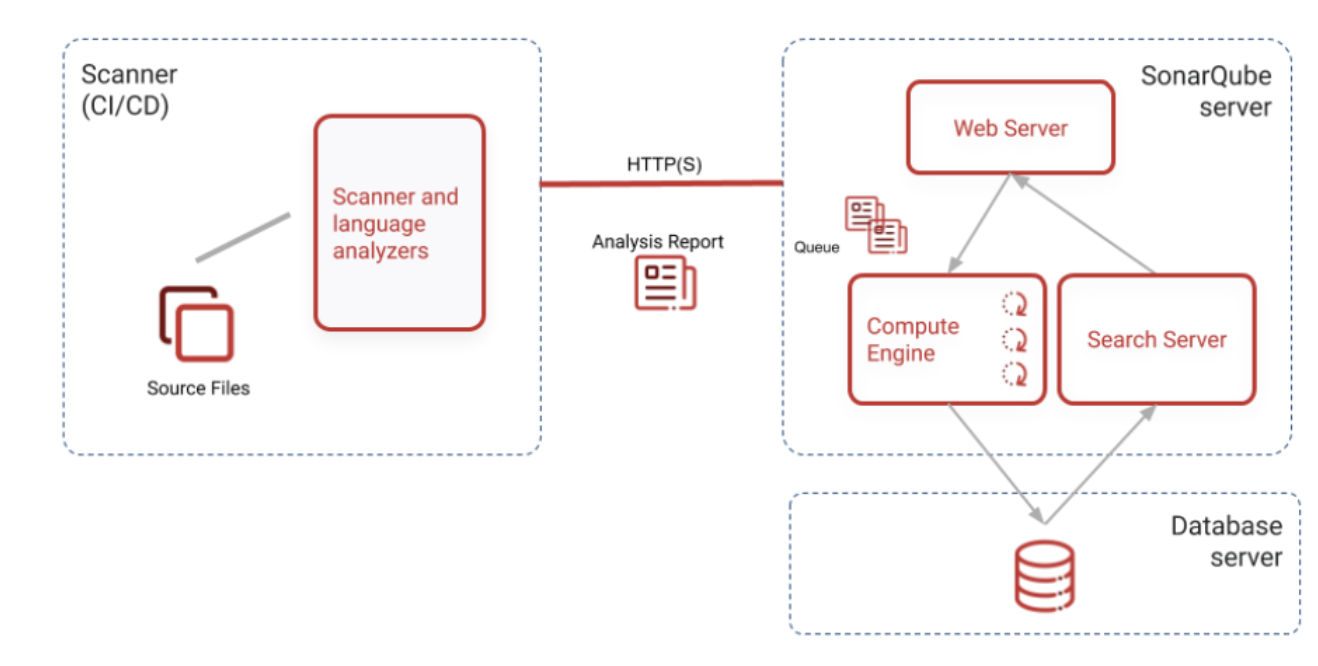 Scanner
(CI/CD)
Scanner and
language
analyzers
Source Files
HTTP(S)
Analysis Report
SonarQube
server
Web Server
Queue
Compute
Engine
Search Server
Database
server